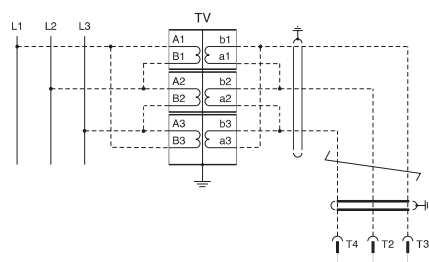 TV
L1 L2 L3
A1 b1
B1 a1
A2 b2
B2 a2
A3 b3
B3 a3
T4 T2 T3